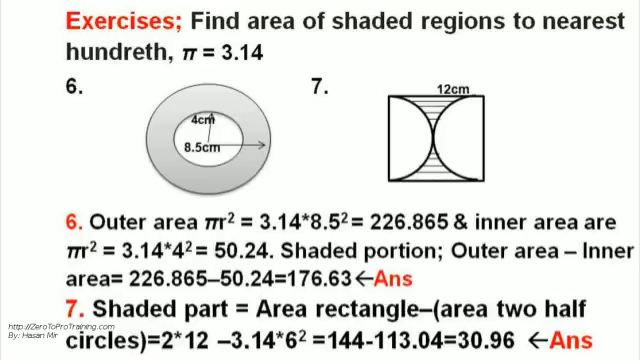 Exercises; Find area of shaded regions to nearest
hundreth, π = 3.14
6.
4cm
8.5cm
7.
12cm
6. Outer area πr² = 3.14*8.5² = 226.865 & inner area are
πr² = 3.14*4² = 50.24. Shaded portion; Outer area – Inner
area= 226.865–50.24=176.63←Ans
7. Shaded part = Area rectangle–(area two half
circles)=2*12 –3.14*6² =144-113.04=30.96 ←Ans
http://ZeroToProTraining.com
By: Hasan Mir